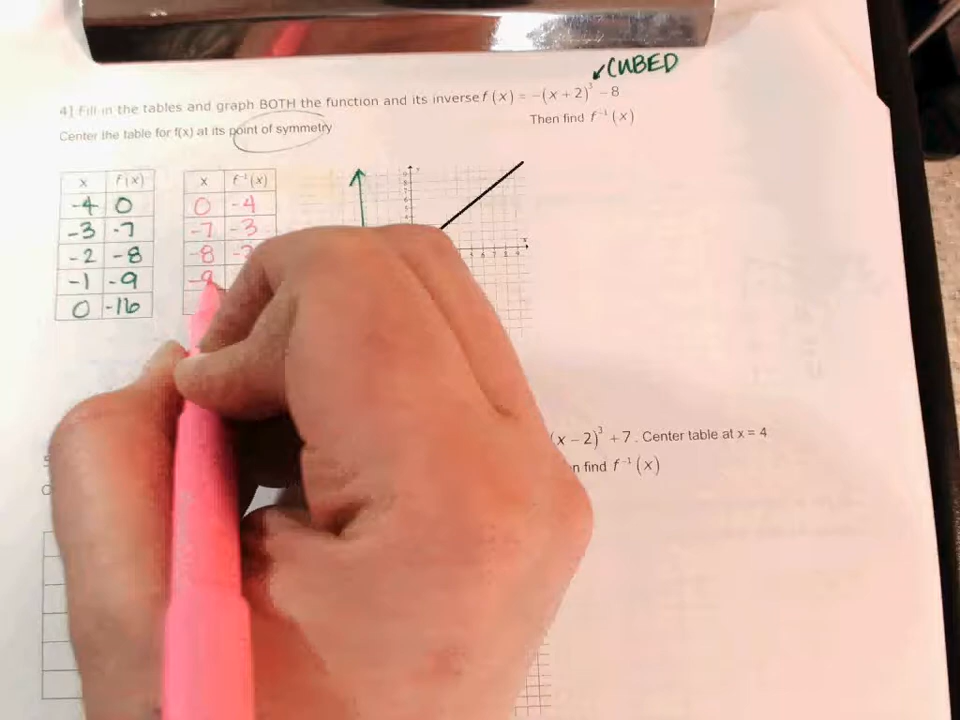 ↙CUBED
4] Fill in the tables and graph BOTH the function and its inverse f(x) = -(x+2)³ - 8
Center the table for f(x) at its point of symmetry
Then find f⁻¹(x)
x f(x)
-4 0
-3 -7
-2 -8
-1 -9
0 -16
x f⁻¹(x)
0 -4
-7 -3
-8
-9
(x-2)³ + 7. Center table at x = 4
find f⁻¹(x)